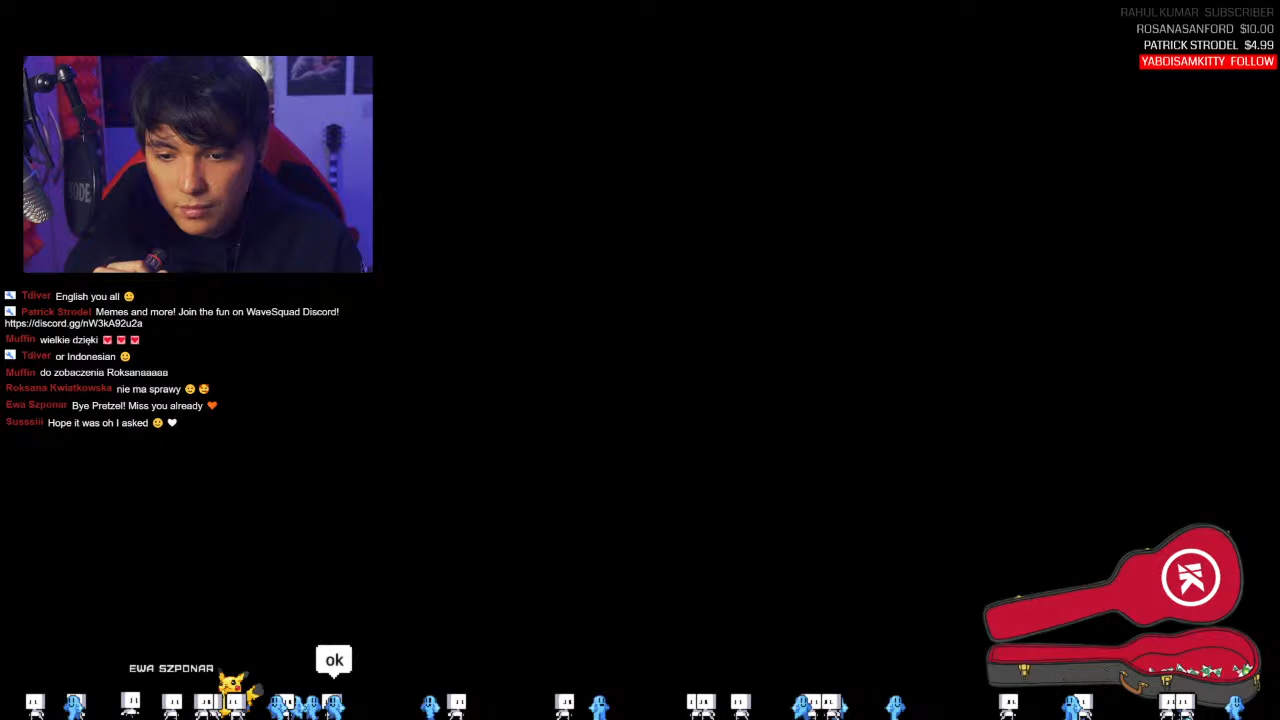 RAHUL KUMAR SUBSCRIBER
ROSANASANFORD $10.00
PATRICK STRODEL $4.99
YABOISAMKITTY FOLLOW
RODE
Tdiver English you all
Patrick Strodel Memes and more! Join the fun on WaveSquad Discord!
https://discord.gg/nW3kA92u2a
Muffin wielkie dzięki
Tdiver or Indonesian
Muffin do zobaczenia Roksanaaaaa
Roksana Kwiatkowska nie ma sprawy
Ewa Szponar Bye Pretzel! Miss you already
Susssiii Hope it was oh I asked
ok
EWA SZPONAR